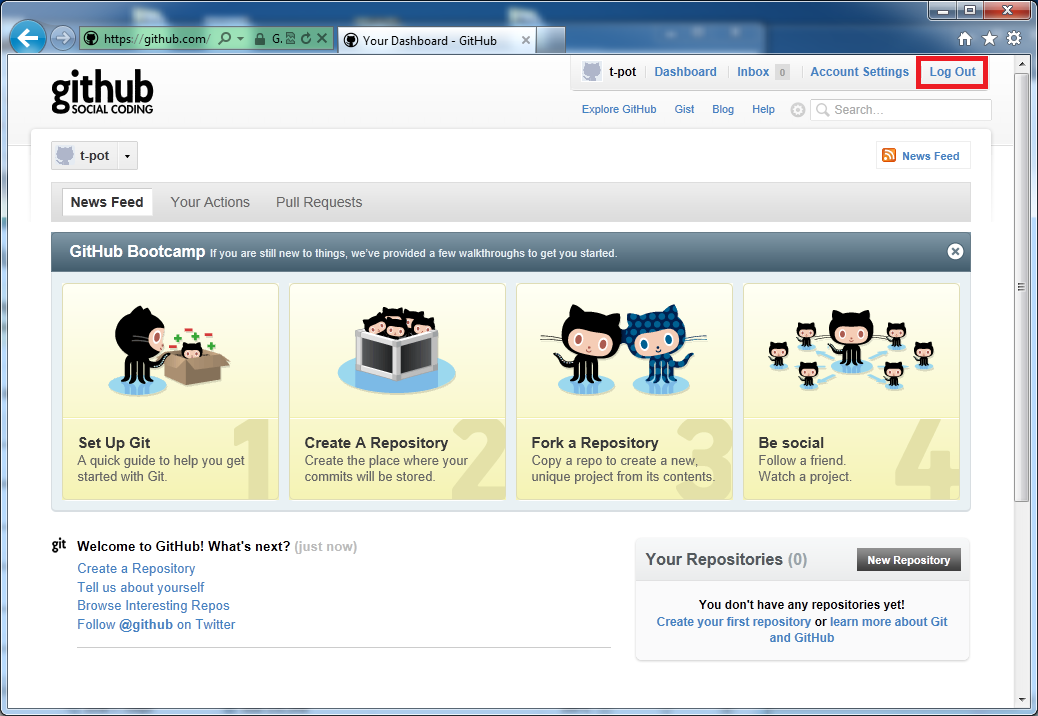 https://github.com/
G.
Your Dashboard - GitHub
github
SOCIAL CODING
t-pot
Dashboard
Inbox 0
Account Settings
Log Out
Explore GitHub
Gist
Blog
Help
Search...
t-pot
News Feed
News Feed
Your Actions
Pull Requests
GitHub Bootcamp If you are still new to things, we've provided a few walkthroughs to get you started.
1
Set Up Git
A quick guide to help you get
started with Git.
2
Create A Repository
Create the place where your
commits will be stored.
3
Fork a Repository
Copy a repo to create a new,
unique project from its contents.
4
Be social
Follow a friend.
Watch a project.
git
Welcome to GitHub! What's next? (just now)
Create a Repository
Tell us about yourself
Browse Interesting Repos
Follow @github on Twitter
Your Repositories (0)
New Repository
You don't have any repositories yet!
Create your first repository or learn more about Git
and GitHub